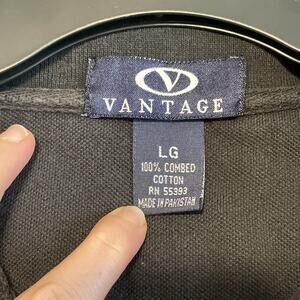 V
VANTAGE
LG
100% COMBED
COTTON
RN 55393
MADE IN PAKISTAN